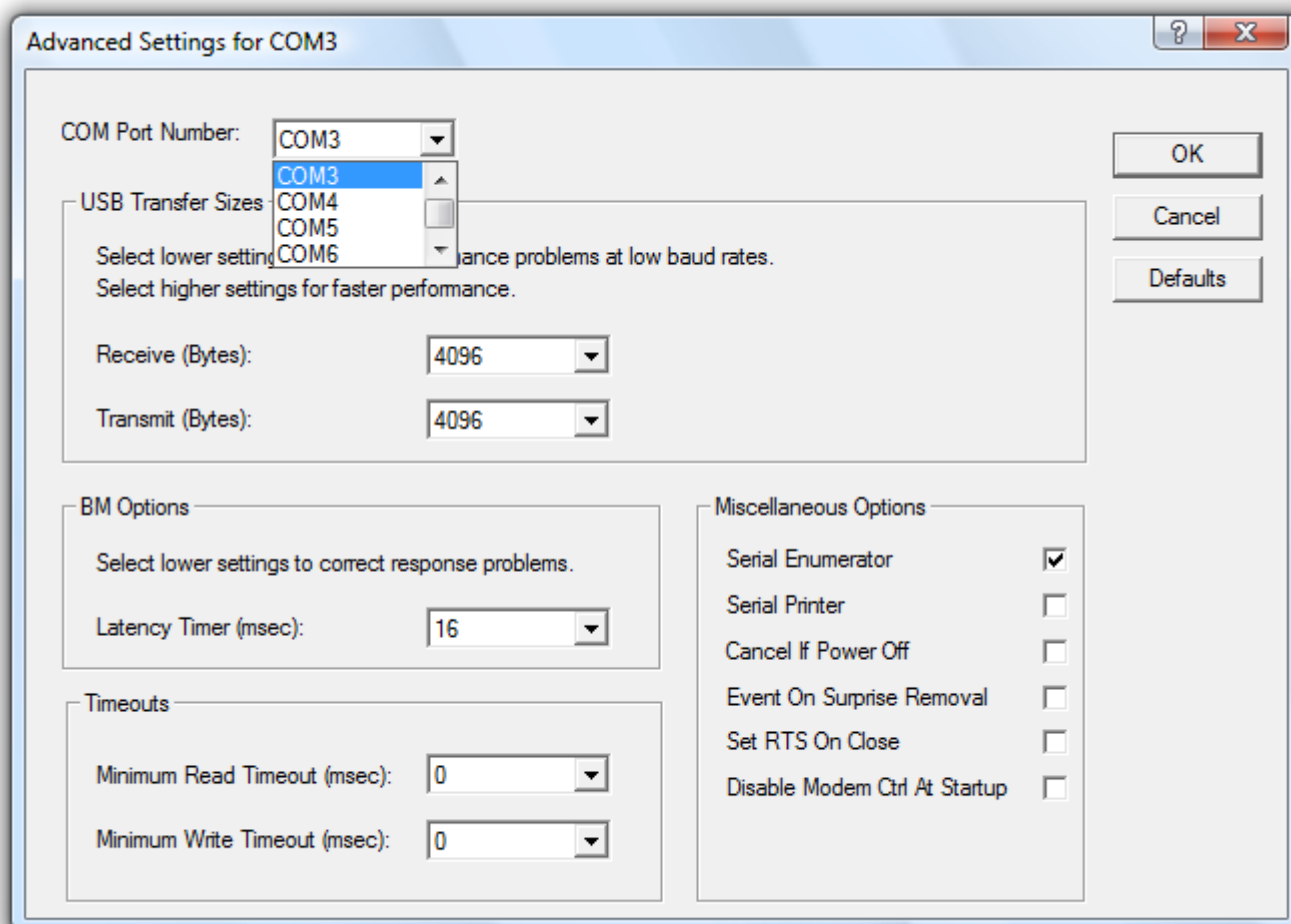 Advanced Settings for COM3
COM Port Number:
COM3
COM3
COM4
COM5
COM6
OK
Cancel
Defaults
USB Transfer Sizes
Select lower setting ance problems at low baud rates.
Select higher settings for faster performance.
Receive (Bytes):
4096
Transmit (Bytes):
4096
BM Options
Select lower settings to correct response problems.
Latency Timer (msec):
16
Timeouts
Minimum Read Timeout (msec):
0
Minimum Write Timeout (msec):
0
Miscellaneous Options
Serial Enumerator
Serial Printer
Cancel If Power Off
Event On Surprise Removal
Set RTS On Close
Disable Modem Ctrl At Startup